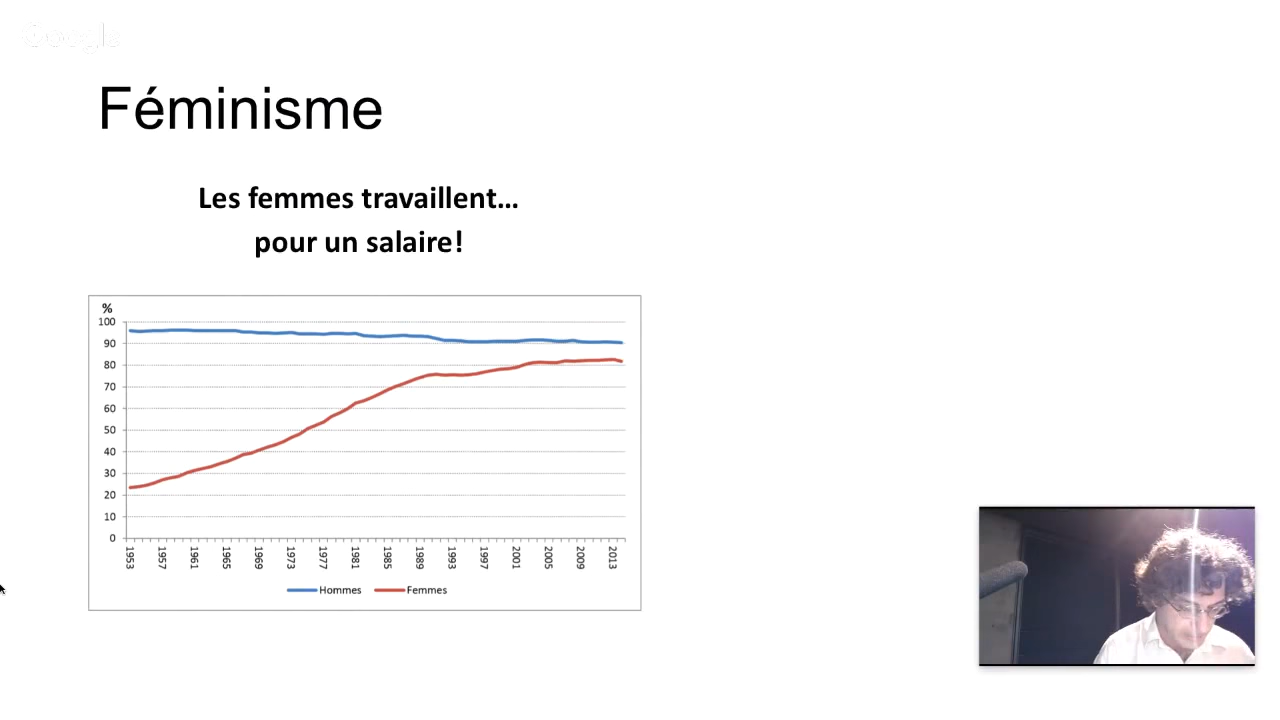 Google
Féminisme
Les femmes travaillent…
pour un salaire!
%
100
90
80
70
60
50
40
30
20
10
0
1953 1957 1961 1965 1969 1973 1977 1981 1985 1989 1993 1997 2001 2005 2009 2013
Hommes Femmes